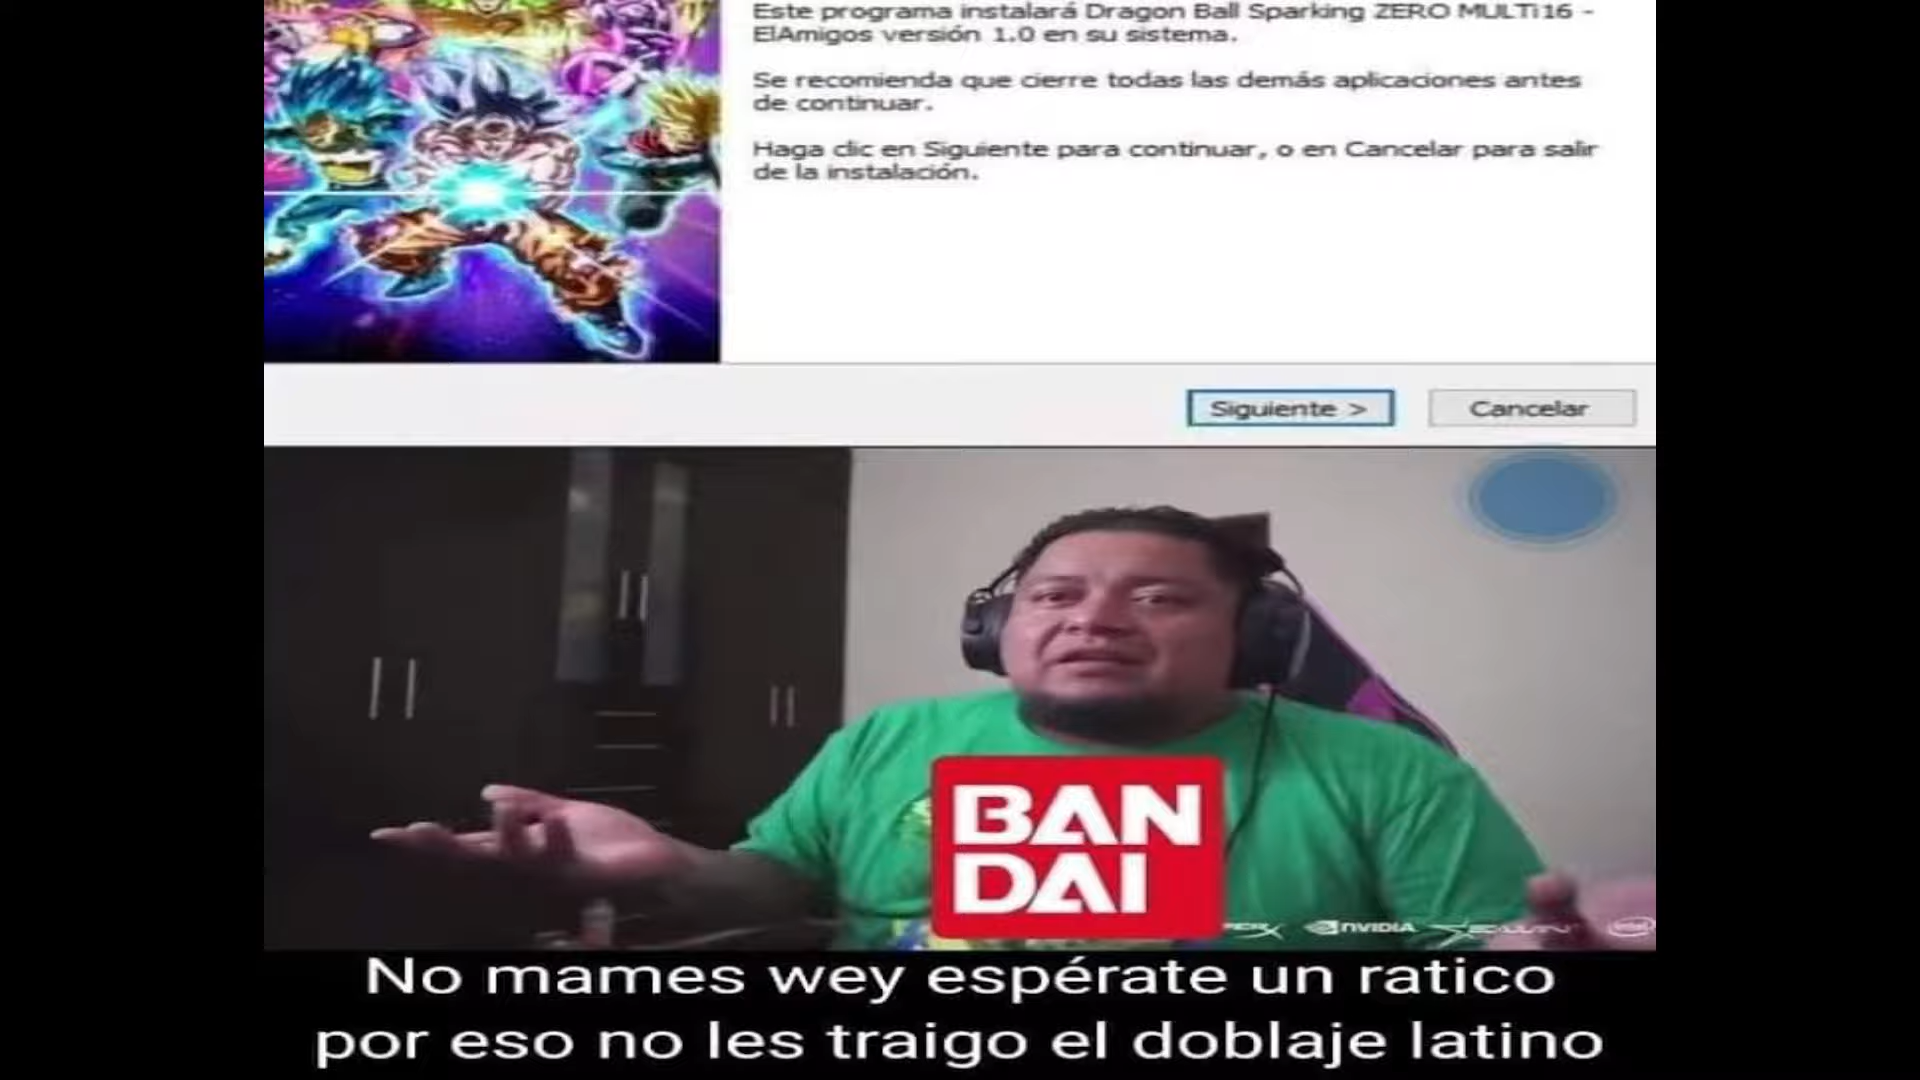 Este programa instalará Dragon Ball Sparking ZERO MULTi16 -
ElAmigos versión 1.0 en su sistema.
Se recomienda que cierre todas las demás aplicaciones antes
de continuar.
Haga clic en Siguiente para continuar, o en Cancelar para salir
de la instalación.
Siguiente >
Cancelar
BAN
DAI
NVIDIA
intel
No mames wey espérate un ratico
por eso no les traigo el doblaje latino